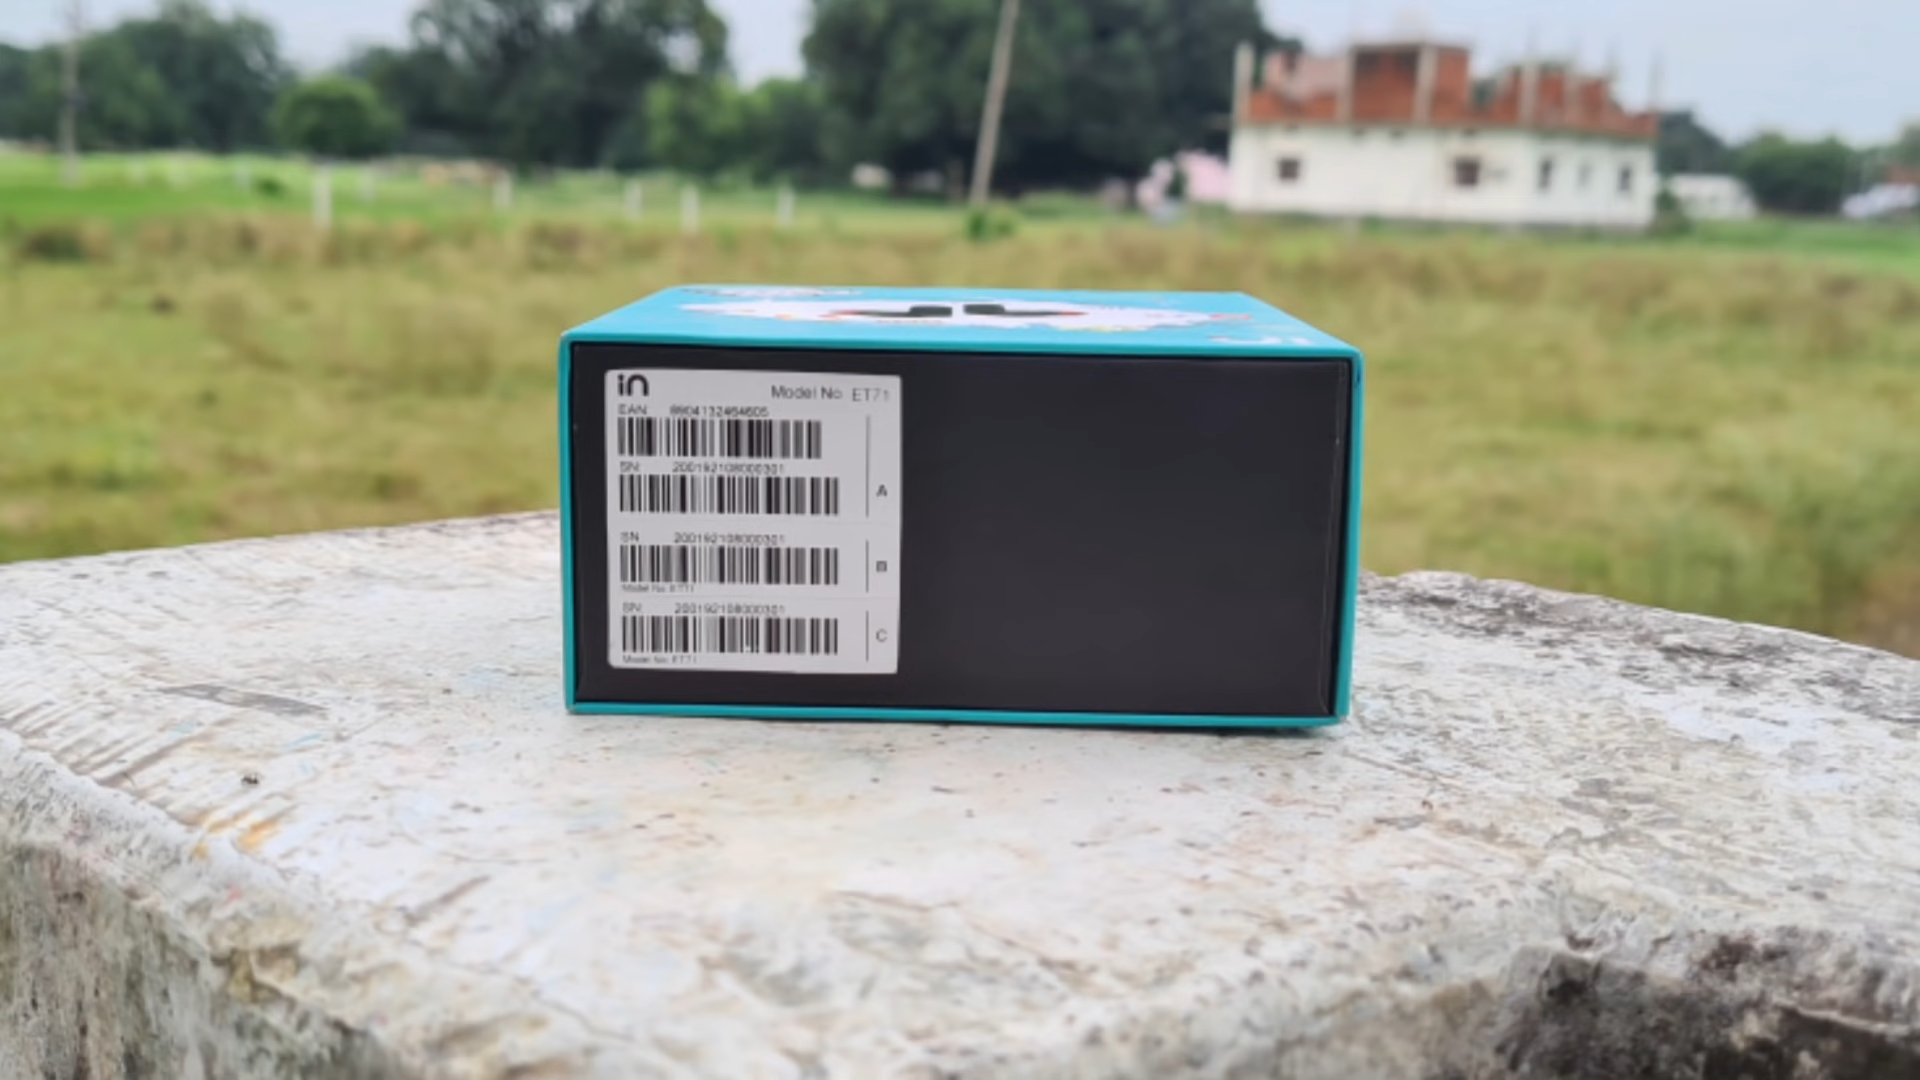 in
Model No ET71
EAN: 8904132464605
SN: 200192108000301
A
SN 200192108000301
B
Model No: ET71
SN 200192108000301
C
Model No: ET71